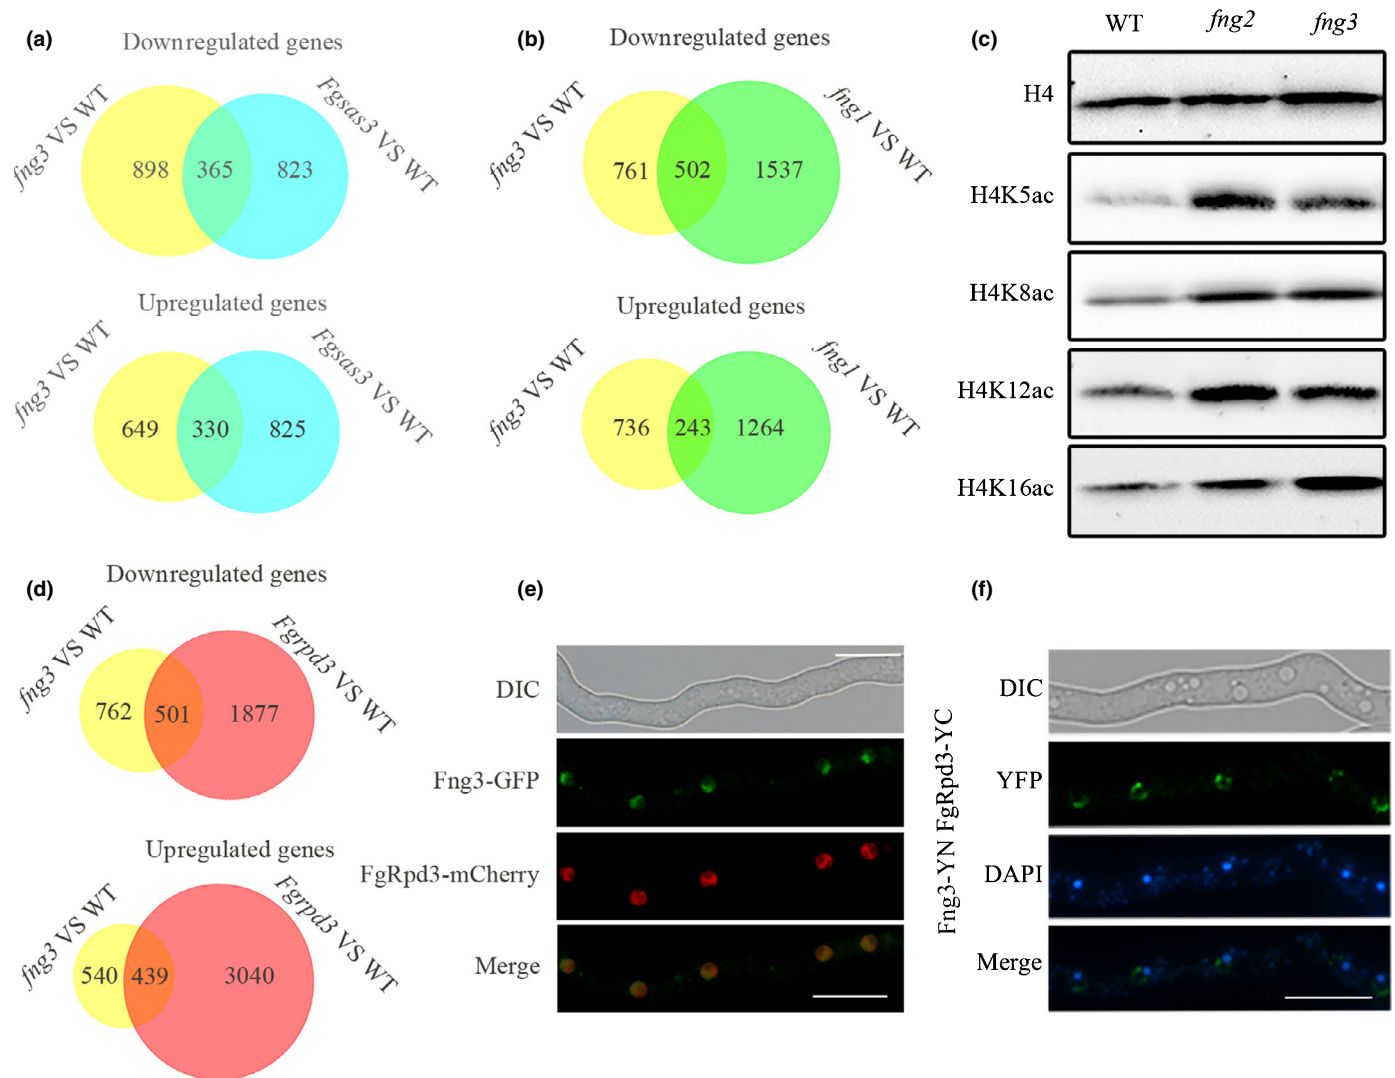 (a)
Downregulated genes
fng3 VS WT
Fgsas3 VS WT
898
365
823
Upregulated genes
fng3 VS WT
Fgsas3 VS WT
649
330
825
(b)
Downregulated genes
fng3 VS WT
fng1 VS WT
761
502
1537
Upregulated genes
fng3 VS WT
fng1 VS WT
736
243
1264
(c)
WT
fng2
fng3
H4
H4K5ac
H4K8ac
H4K12ac
H4K16ac
(d)
Downregulated genes
fng3 VS WT
Fgrpd3 VS WT
762
501
1877
Upregulated genes
fng3 VS WT
Fgrpd3 VS WT
540
439
3040
(e)
DIC
Fng3-GFP
FgRpd3-mCherry
Merge
(f)
Fng3-YN FgRpd3-YC
DIC
YFP
DAPI
Merge